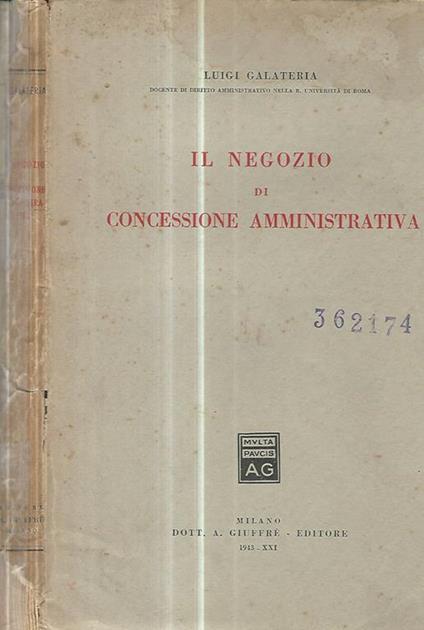 LUIGI GALATERIA
DOCENTE DI DIRITTO AMMINISTRATIVO NELLA R. UNIVERSITÀ DI ROMA
IL NEGOZIO
DI
CONCESSIONE AMMINISTRATIVA
362174
MVLTA
PAVCIS
AG
MILANO
DOTT. A. GIUFFRÈ - EDITORE
1943 - XXI